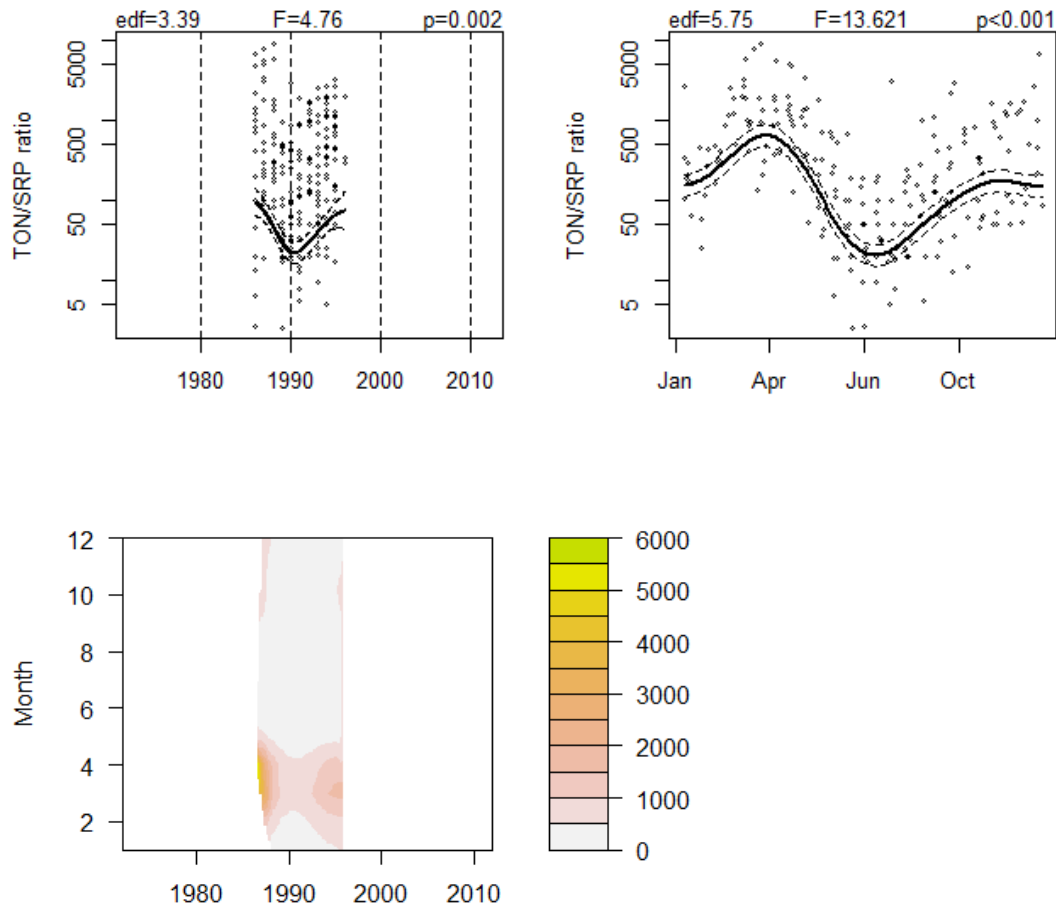 edf=3.39 F=4.76 p=0.002
TON/SRP ratio
5000
500
50
5
1980 1990 2000 2010
edf=5.75 F=13.621 p<0.001
TON/SRP ratio
5000
500
50
5
Jan Apr Jun Oct
Month
12
10
8
6
4
2
1980 1990 2000 2010
6000
5000
4000
3000
2000
1000
0